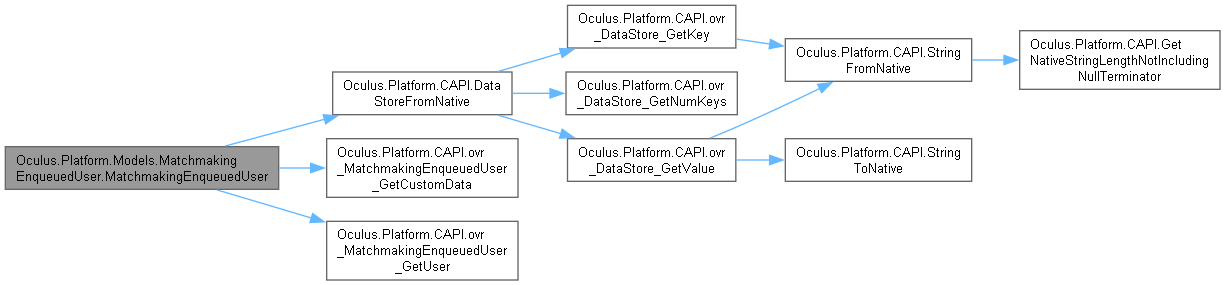 Oculus.Platform.Models.Matchmaking
EnqueuedUser.MatchmakingEnqueuedUser
Oculus.Platform.CAPI.Data
StoreFromNative
Oculus.Platform.CAPI.ovr
_MatchmakingEnqueuedUser
_GetCustomData
Oculus.Platform.CAPI.ovr
_MatchmakingEnqueuedUser
_GetUser
Oculus.Platform.CAPI.ovr
_DataStore_GetKey
Oculus.Platform.CAPI.ovr
_DataStore_GetNumKeys
Oculus.Platform.CAPI.ovr
_DataStore_GetValue
Oculus.Platform.CAPI.String
FromNative
Oculus.Platform.CAPI.String
ToNative
Oculus.Platform.CAPI.Get
NativeStringLengthNotIncluding
NullTerminator